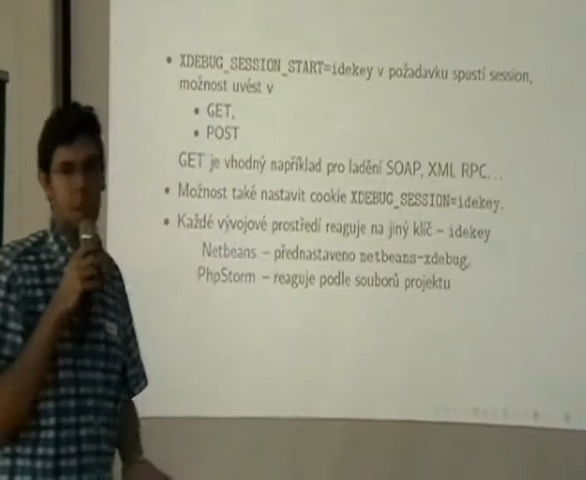 • XDEBUG_SESSION_START=idekey v požadavku spustí session,
možnost uvést v
• GET,
• POST
GET je vhodný například pro ladění SOAP, XML RPC...
• Možnost také nastavit cookie XDEBUG_SESSION=idekey.
• Každé vývojové prostředí reaguje na jiný klíč – idekey
Netbeans – přednastaveno netbeans-xdebug,
PhpStorm – reaguje podle souborů projektu